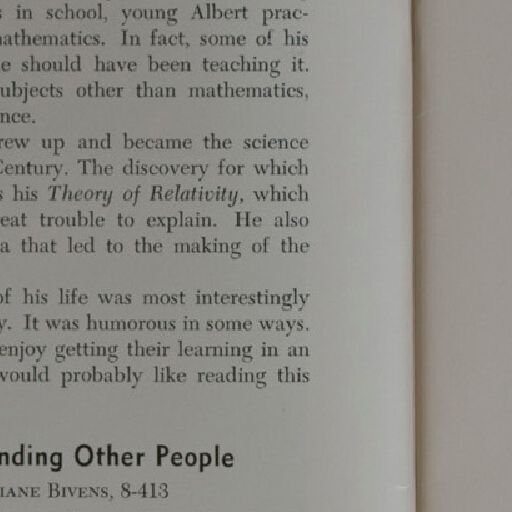 in school, young Albert prac-
athematics. In fact, some of his
e should have been teaching it.
ubjects other than mathematics,
nce.
rew up and became the science
Century. The discovery for which
s his Theory of Relativity, which
eat trouble to explain. He also
a that led to the making of the
of his life was most interestingly
y. It was humorous in some ways.
enjoy getting their learning in an
would probably like reading this
nding Other People
IANE BIVENS, 8-413